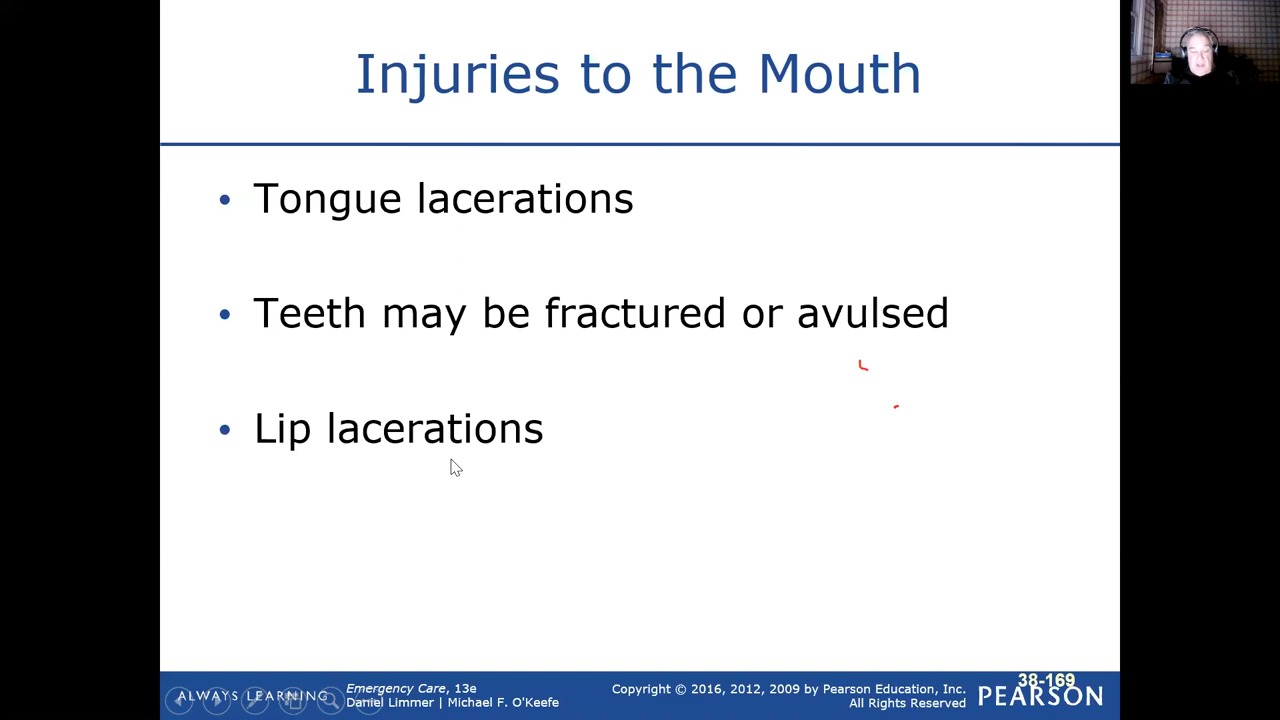 Injuries to the Mouth
• Tongue lacerations
• Teeth may be fractured or avulsed
• Lip lacerations
ALWAYS LEARNING
Emergency Care, 13e
Daniel Limmer | Michael F. O'Keefe
Copyright © 2016, 2012, 2009 by Pearson Education, Inc.
All Rights Reserved
38-169
PEARSON